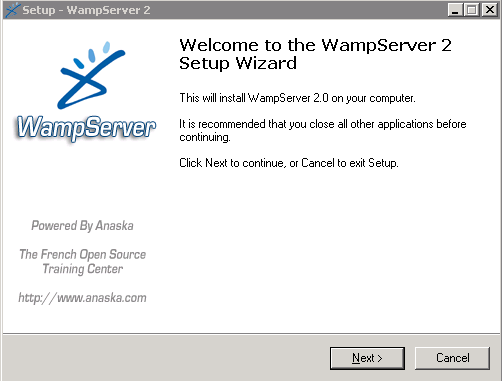 Setup - WampServer 2
Welcome to the WampServer 2
Setup Wizard
This will install WampServer 2.0 on your computer.
It is recommended that you close all other applications before
continuing.
Click Next to continue, or Cancel to exit Setup.
WampServer
Powered By Anaska
The French Open Source
Training Center
http://www.anaska.com
Next >
Cancel